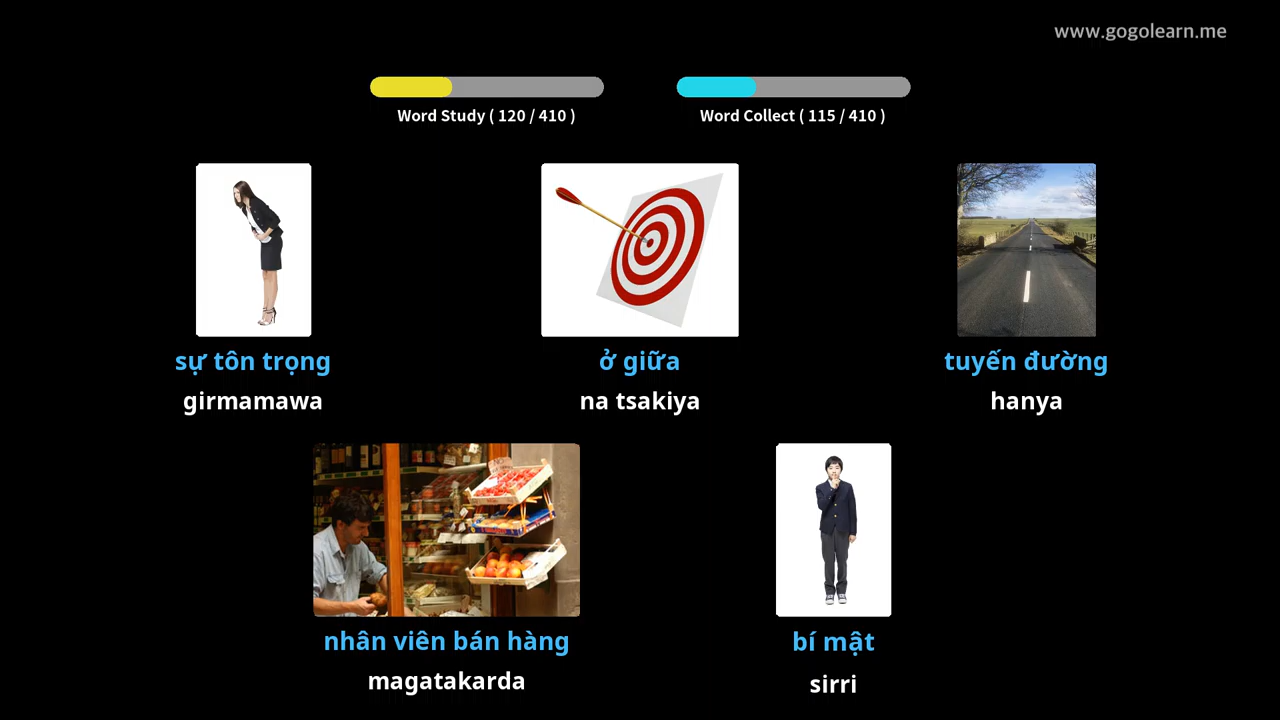 www.gogolearn.me
Word Study ( 120 / 410 )
Word Collect ( 115 / 410 )
sự tôn trọng
girmamawa
ở giữa
na tsakiya
tuyến đường
hanya
nhân viên bán hàng
magatakarda
bí mật
sirri